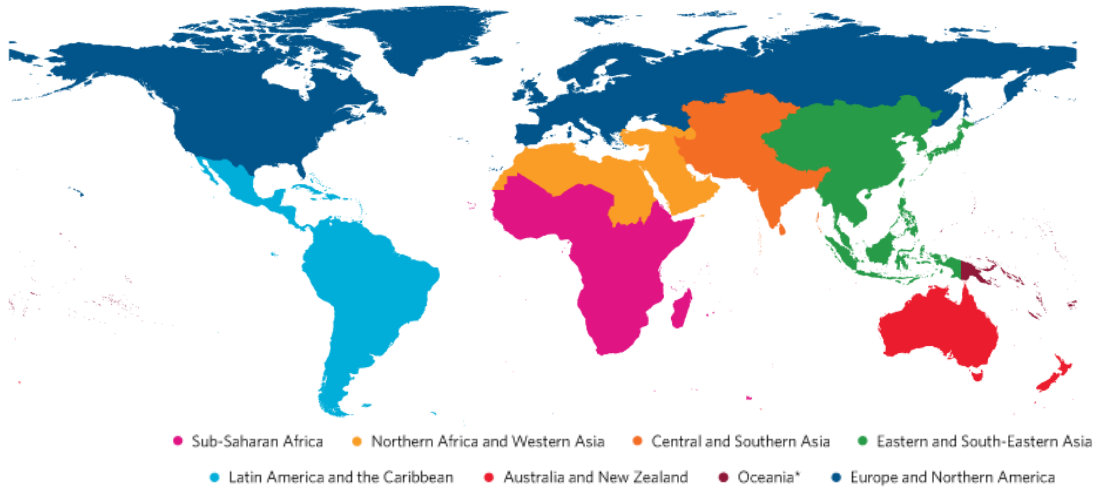 Sub-Saharan Africa Northern Africa and Western Asia Central and Southern Asia Eastern and South-Eastern Asia
Latin America and the Caribbean Australia and New Zealand Oceania* Europe and Northern America